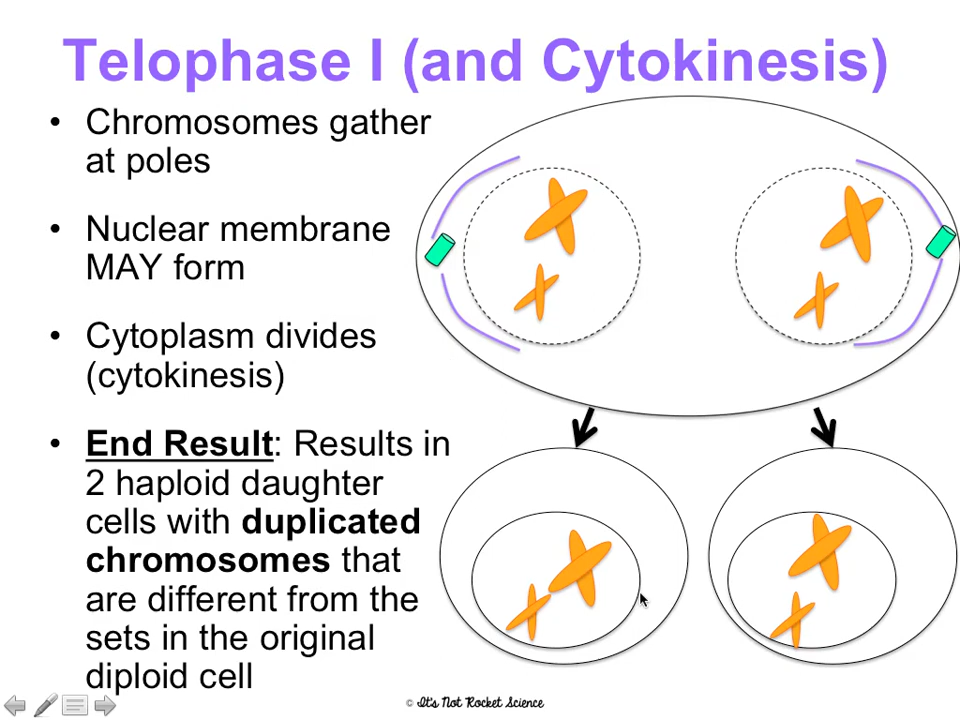 Telophase I (and Cytokinesis)
• Chromosomes gather
at poles
• Nuclear membrane
MAY form
• Cytoplasm divides
(cytokinesis)
• End Result: Results in
2 haploid daughter
cells with duplicated
chromosomes that
are different from the
sets in the original
diploid cell
© It's Not Rocket Science